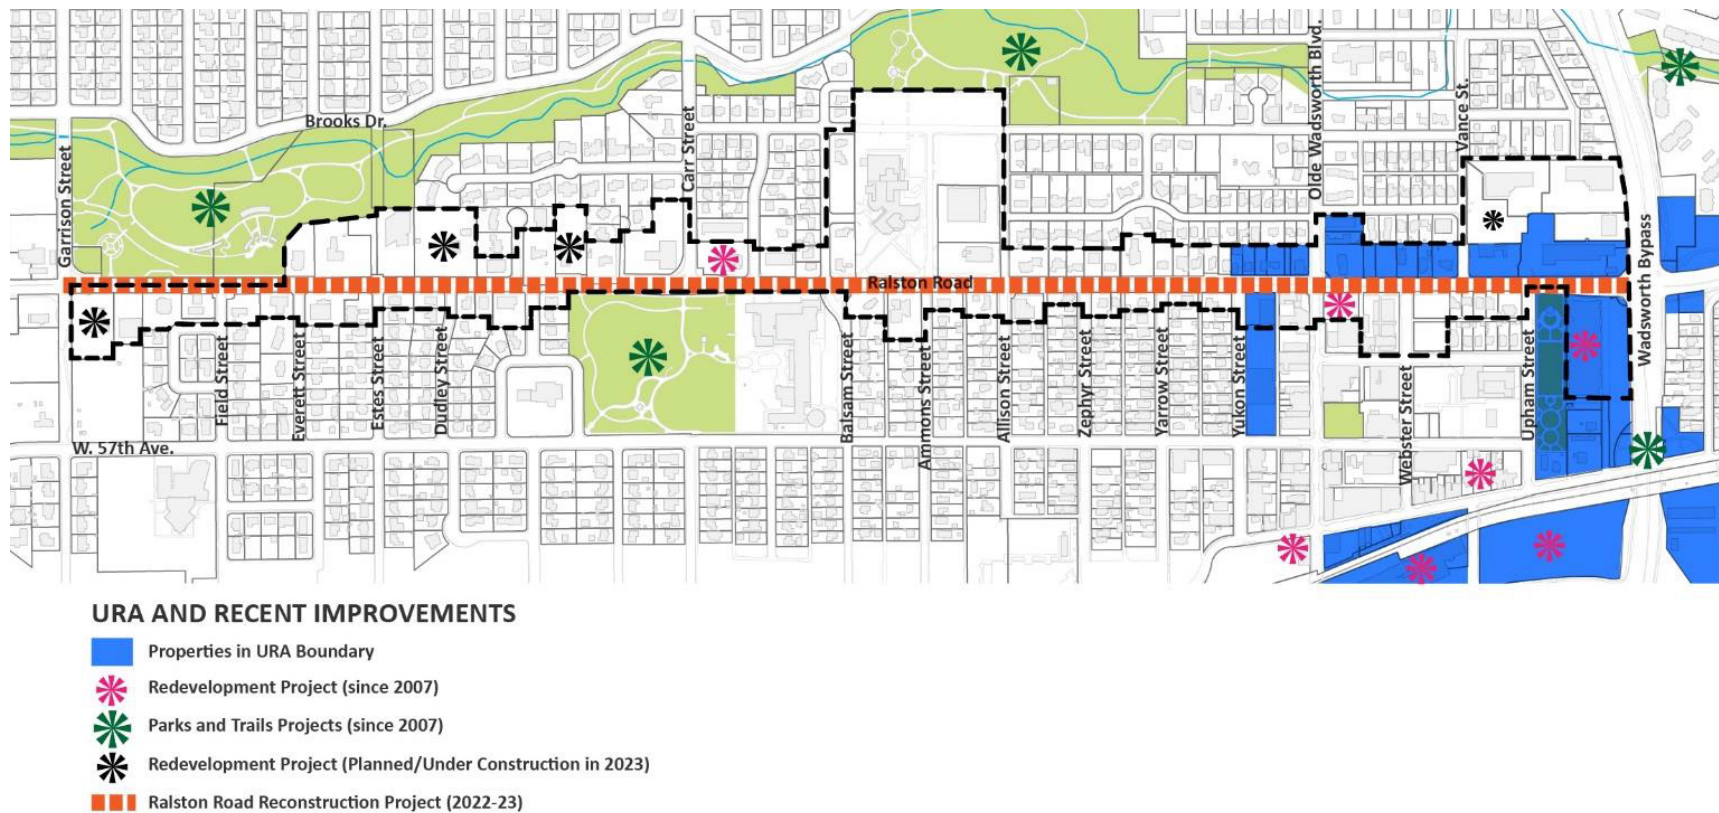 Olde Wadsworth Blvd.
Vance St.
Brooks Dr.
Carr Street
Garrison Street
Wadsworth Bypass
Ralston Road
Field Street
Everett Street
Estes Street
Dudley Street
Balsam Street
Ammons Street
Allison Street
Zephyr Street
Yarrow Street
Yukon Street
Webster Street
Upham Street
W. 57th Ave.
URA AND RECENT IMPROVEMENTS
Properties in URA Boundary
Redevelopment Project (since 2007)
Parks and Trails Projects (since 2007)
Redevelopment Project (Planned/Under Construction in 2023)
Ralston Road Reconstruction Project (2022-23)